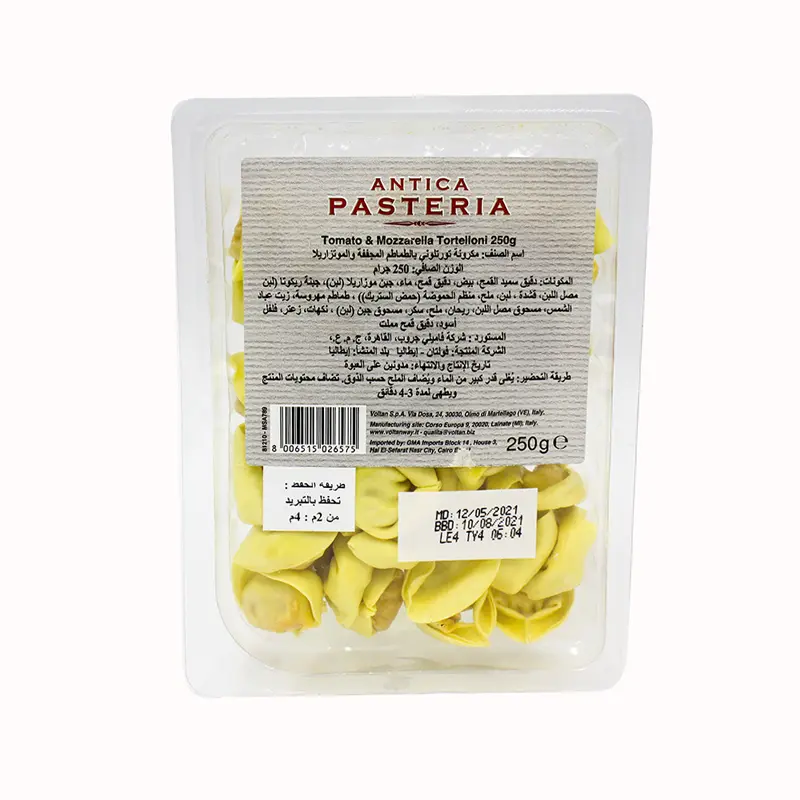 ANTICA
PASTERIA
Tomato & Mozzarella Tortelloni 250g
اسم الصنف: مكرونة تورتلوني بالطماطم المجففة والموتزاريلا
الوزن الصافي: 250 جرام
المكونات: دقيق سميد القمح، بيض، دقيق قمح، ماء، جبن موزاريلا (لبن)، جبنة ريكوتا (لبن
مصل اللبن، قشدة ، لبن، ملح، منظم الحموضة (حمض الستريك)) ، طماطم مهروسة، زيت عباد
الشمس، مسحوق مصل اللبن، ريحان، ملح، سكر، مسحوق جبن (لبن) ، نكهات، زعتر، فلفل
اسود، دقيق قمح مملت
المستورد : شركة فاميلي جروب، القاهرة، ج. م. ع.
الشركة المنتجة: فولتان - إيطاليا   بلد المنشأ: إيطاليا
تاريخ الإنتاج والانتهاء: مدونين على العبوة
طريقة التحضير: يُغلى قدر كبير من الماء ويُضاف الملح حسب الذوق. تضاف محتويات المنتج
ويطهى لمدة 3-4 دقائق
81210 - MSA789
8 006515 026575
Voltan S.p.A. Via Dosa, 24, 30030, Olmo di Martellago (VE), Italy.
Manufacturing site: Corso Europa 9, 20020, Lainate (MI), Italy.
www.voltanway.it - qualita@voltan.biz
Imported by: GMA Imports Block 14 , House 3,
Hai El-Sefarat Nasr City, Cairo
250g e
طريقة الحفظ :
تحفظ بالتبريد
من 2م : 4م
MD: 12/05/2021
BBD: 10/08/2021
LE4 TY4 06:04